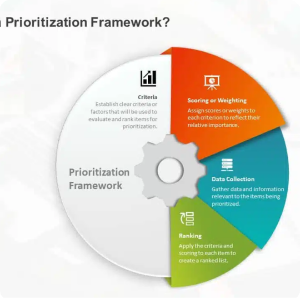 Prioritization Framework?
Criteria
Establish clear criteria or
factors that will be used to
evaluate and rank items for
prioritization.
Scoring or Weighting
Assign scores or weights to
each criterion to reflect their
relative importance.
Prioritization
Framework
Data Collection
Gather data and information
relevant to the items being
prioritized.
Ranking
Apply the criteria and
scoring to each item to
create a ranked list.